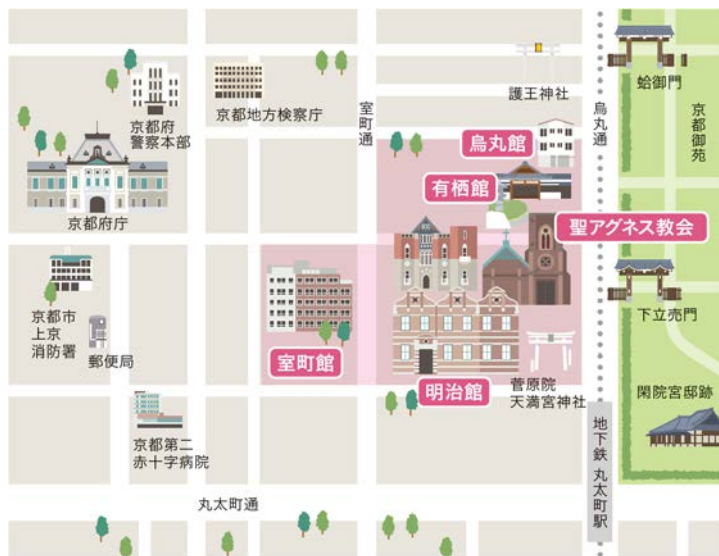 京都府
警察本部
京都地方検察庁
室町通
護王神社
烏丸通
蛤御門
京都御苑
烏丸館
有栖館
聖アグネス教会
京都府庁
京都市
上京
消防署
郵便局
室町館
明治館
菅原院
天満宮神社
下立売門
閑院宮邸跡
京都第二
赤十字病院
地下鉄 丸太町駅
丸太町通